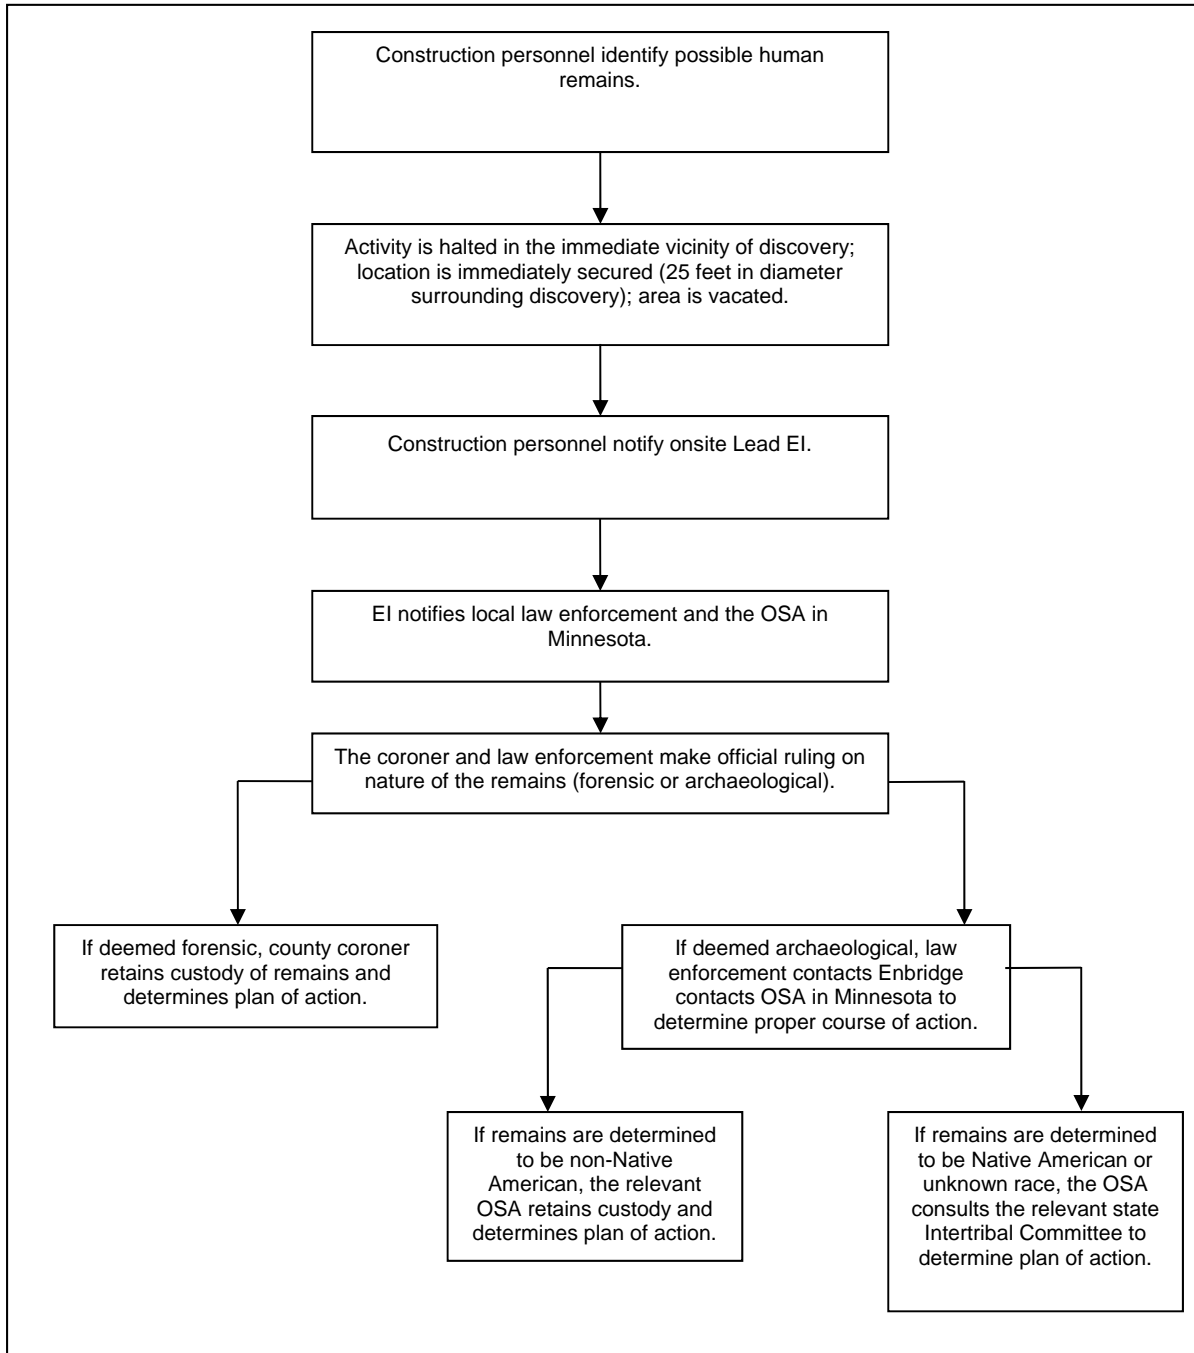 Construction personnel identify possible human
remains.
Activity is halted in the immediate vicinity of discovery;
location is immediately secured (25 feet in diameter
surrounding discovery); area is vacated.
Construction personnel notify onsite Lead EI.
EI notifies local law enforcement and the OSA in
Minnesota.
The coroner and law enforcement make official ruling on
nature of the remains (forensic or archaeological).
If deemed forensic, county coroner
retains custody of remains and
determines plan of action.
If deemed archaeological, law
enforcement contacts Enbridge
contacts OSA in Minnesota to
determine proper course of action.
If remains are determined
to be non-Native
American, the relevant
OSA retains custody and
determines plan of action.
If remains are determined
to be Native American or
unknown race, the OSA
consults the relevant state
Intertribal Committee to
determine plan of action.